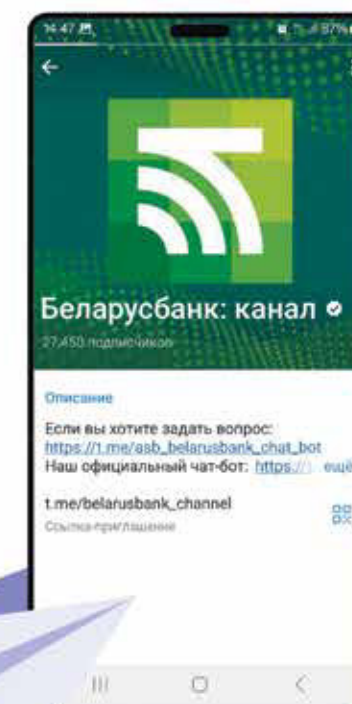 14:47
87%
Беларусбанк: канал
27,450 подписчиков
Описание
Если вы хотите задать вопрос:
https://t.me/asb_belarusbank_chat_bot
Наш официальный чат-бот: https:// ещё
t.me/belarusbank_channel
Ссылка-приглашение